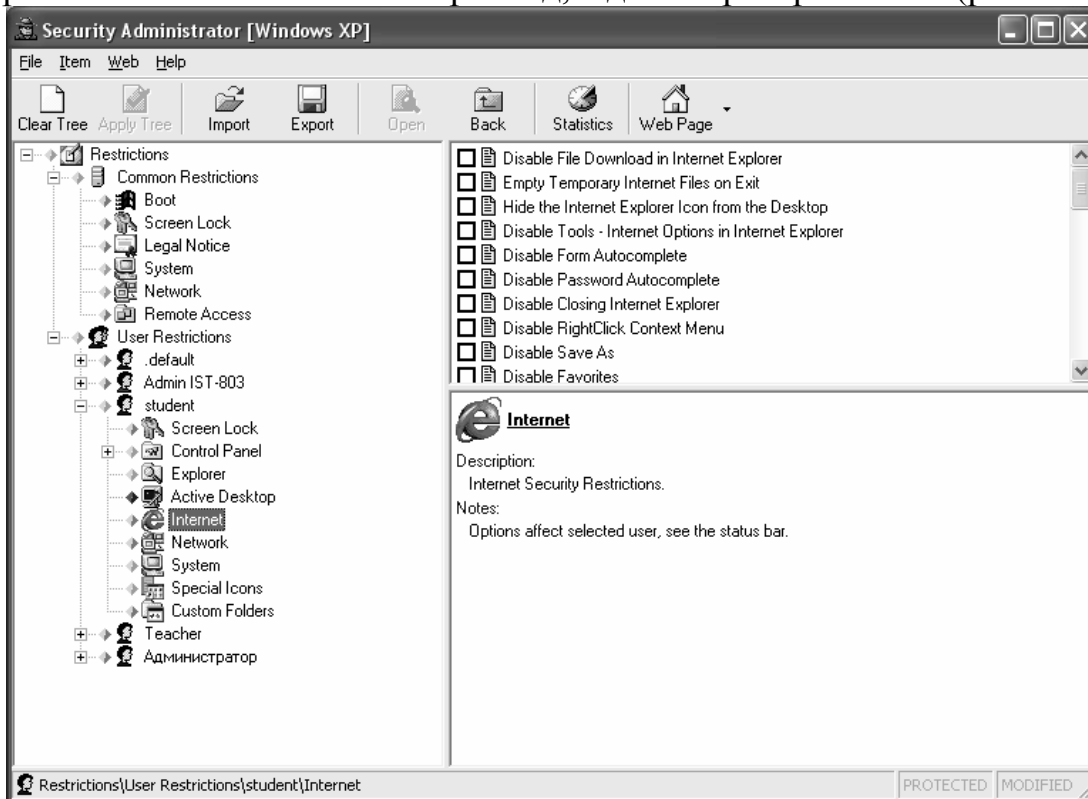 Security Administrator [Windows XP]
File Item Web Help
Clear Tree Apply Tree Import Export Open Back Statistics Web Page
Restrictions
Common Restrictions
Boot
Screen Lock
Legal Notice
System
Network
Remote Access
User Restrictions
.default
Admin IST-803
student
Screen Lock
Control Panel
Explorer
Active Desktop
Internet
Network
System
Special Icons
Custom Folders
Teacher
Администратор
Disable File Download in Internet Explorer
Empty Temporary Internet Files on Exit
Hide the Internet Explorer Icon from the Desktop
Disable Tools - Internet Options in Internet Explorer
Disable Form Autocomplete
Disable Password Autocomplete
Disable Closing Internet Explorer
Disable RightClick Context Menu
Disable Save As
Disable Favorites
Internet
Description:
Internet Security Restrictions.
Notes:
Options affect selected user, see the status bar.
Restrictions\User Restrictions\student\Internet
PROTECTED MODIFIED